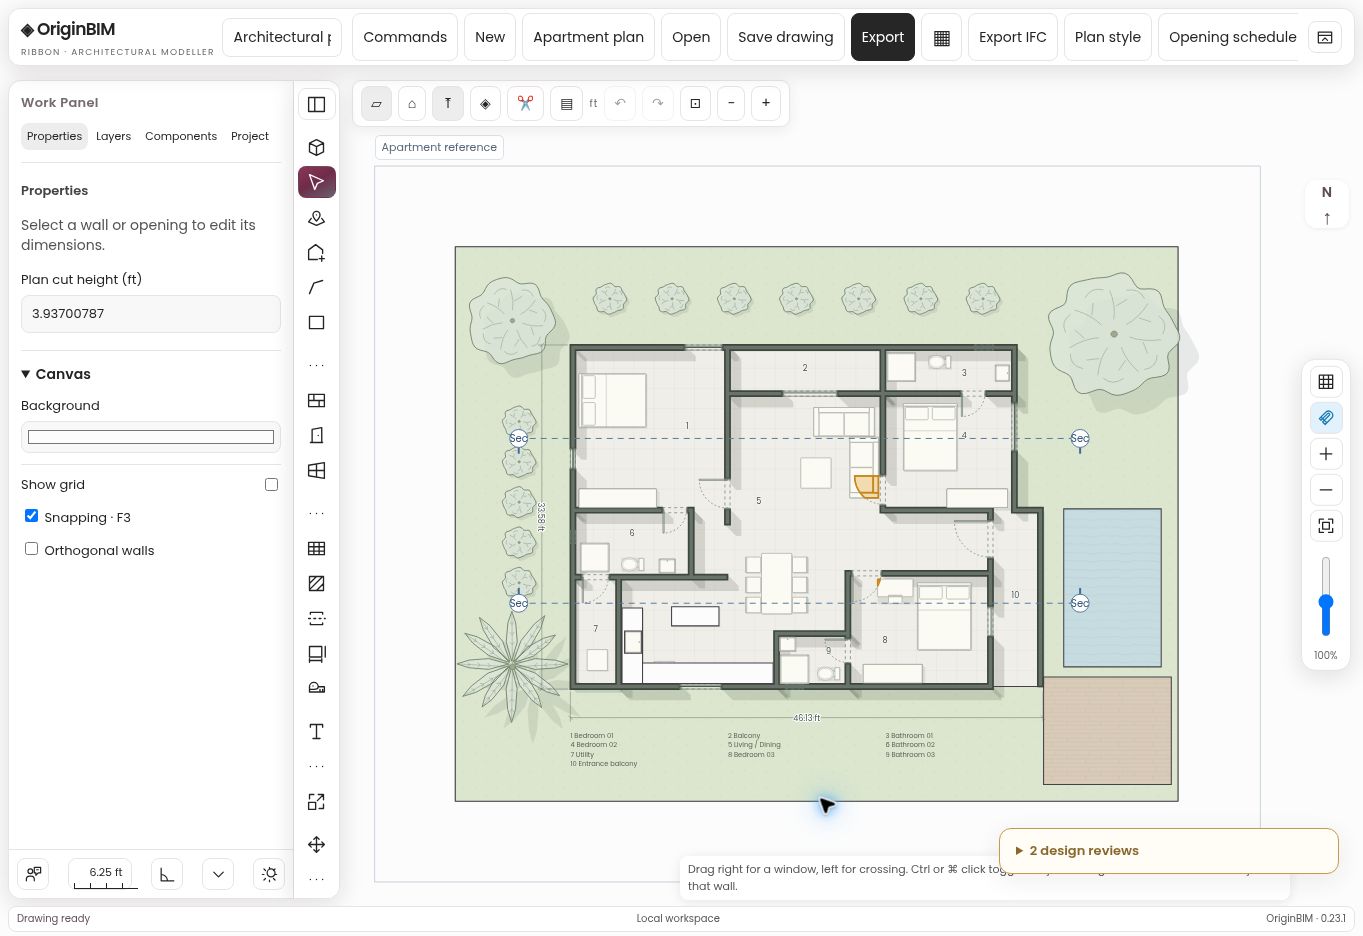 ◈ OriginBIM
RIBBON · ARCHITECTURAL MODELLER
Architectural p
Commands
New
Apartment plan
Open
Save drawing
Export
Export IFC
Plan style
Opening schedule
Work Panel
Properties
Layers
Components
Project
Properties
Select a wall or opening to edit its
dimensions.
Plan cut height (ft)
3.93700787
▼ Canvas
Background
Show grid
Snapping · F3
Orthogonal walls
6.25 ft
ft
Apartment reference
N
↑
100%
1
2
3
4
5
6
7
8
9
10
Sec
Sec
Sec
Sec
33.58 ft
46.13 ft
1 Bedroom 01
2 Balcony
3 Bathroom 01
4 Bedroom 02
5 Living / Dining
6 Bathroom 02
7 Utility
8 Bedroom 03
9 Bathroom 03
10 Entrance balcony
2 design reviews
Drag right for a window, left for crossing. Ctrl or ⌘ click
that wall.
Drawing ready
Local workspace
OriginBIM · 0.23.1